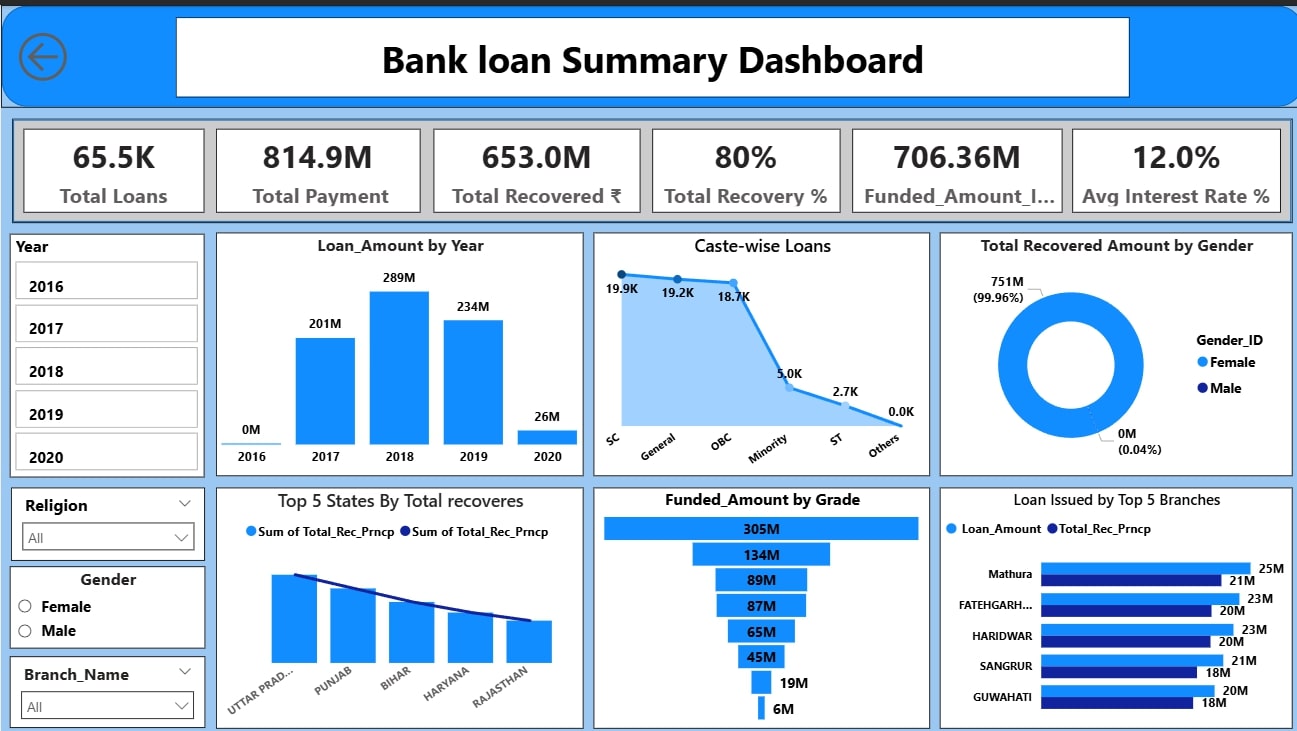 Bank loan Summary Dashboard
65.5K
Total Loans
814.9M
Total Payment
653.0M
Total Recovered ₹
80%
Total Recovery %
706.36M
Funded_Amount_I...
12.0%
Avg Interest Rate %
Year
2016
2017
2018
2019
2020
Loan_Amount by Year
0M
201M
289M
234M
26M
2016 2017 2018 2019 2020
Caste-wise Loans
19.9K
19.2K
18.7K
5.0K
2.7K
0.0K
SC General OBC Minority ST Others
Total Recovered Amount by Gender
751M
(99.96%)
0M
(0.04%)
Gender_ID
Female
Male
Religion
All
Gender
Female
Male
Branch_Name
All
Top 5 States By Total recoveres
Sum of Total_Rec_Prncp Sum of Total_Rec_Prncp
UTTAR PRAD... PUNJAB BIHAR HARYANA RAJASTHAN
Funded_Amount by Grade
305M
134M
89M
87M
65M
45M
19M
6M
Loan Issued by Top 5 Branches
Loan_Amount Total_Rec_Prncp
Mathura 25M
21M
FATEHGARH... 23M
20M
HARIDWAR 23M
20M
SANGRUR 21M
18M
GUWAHATI 20M
18M